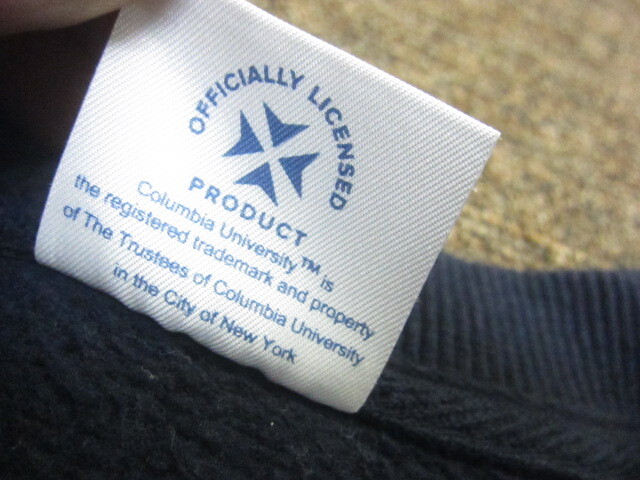 OFFICIALLY LICENSED
PRODUCT
Columbia University™ is
the registered trademark and property
of The Trustees of Columbia University
in the City of New York